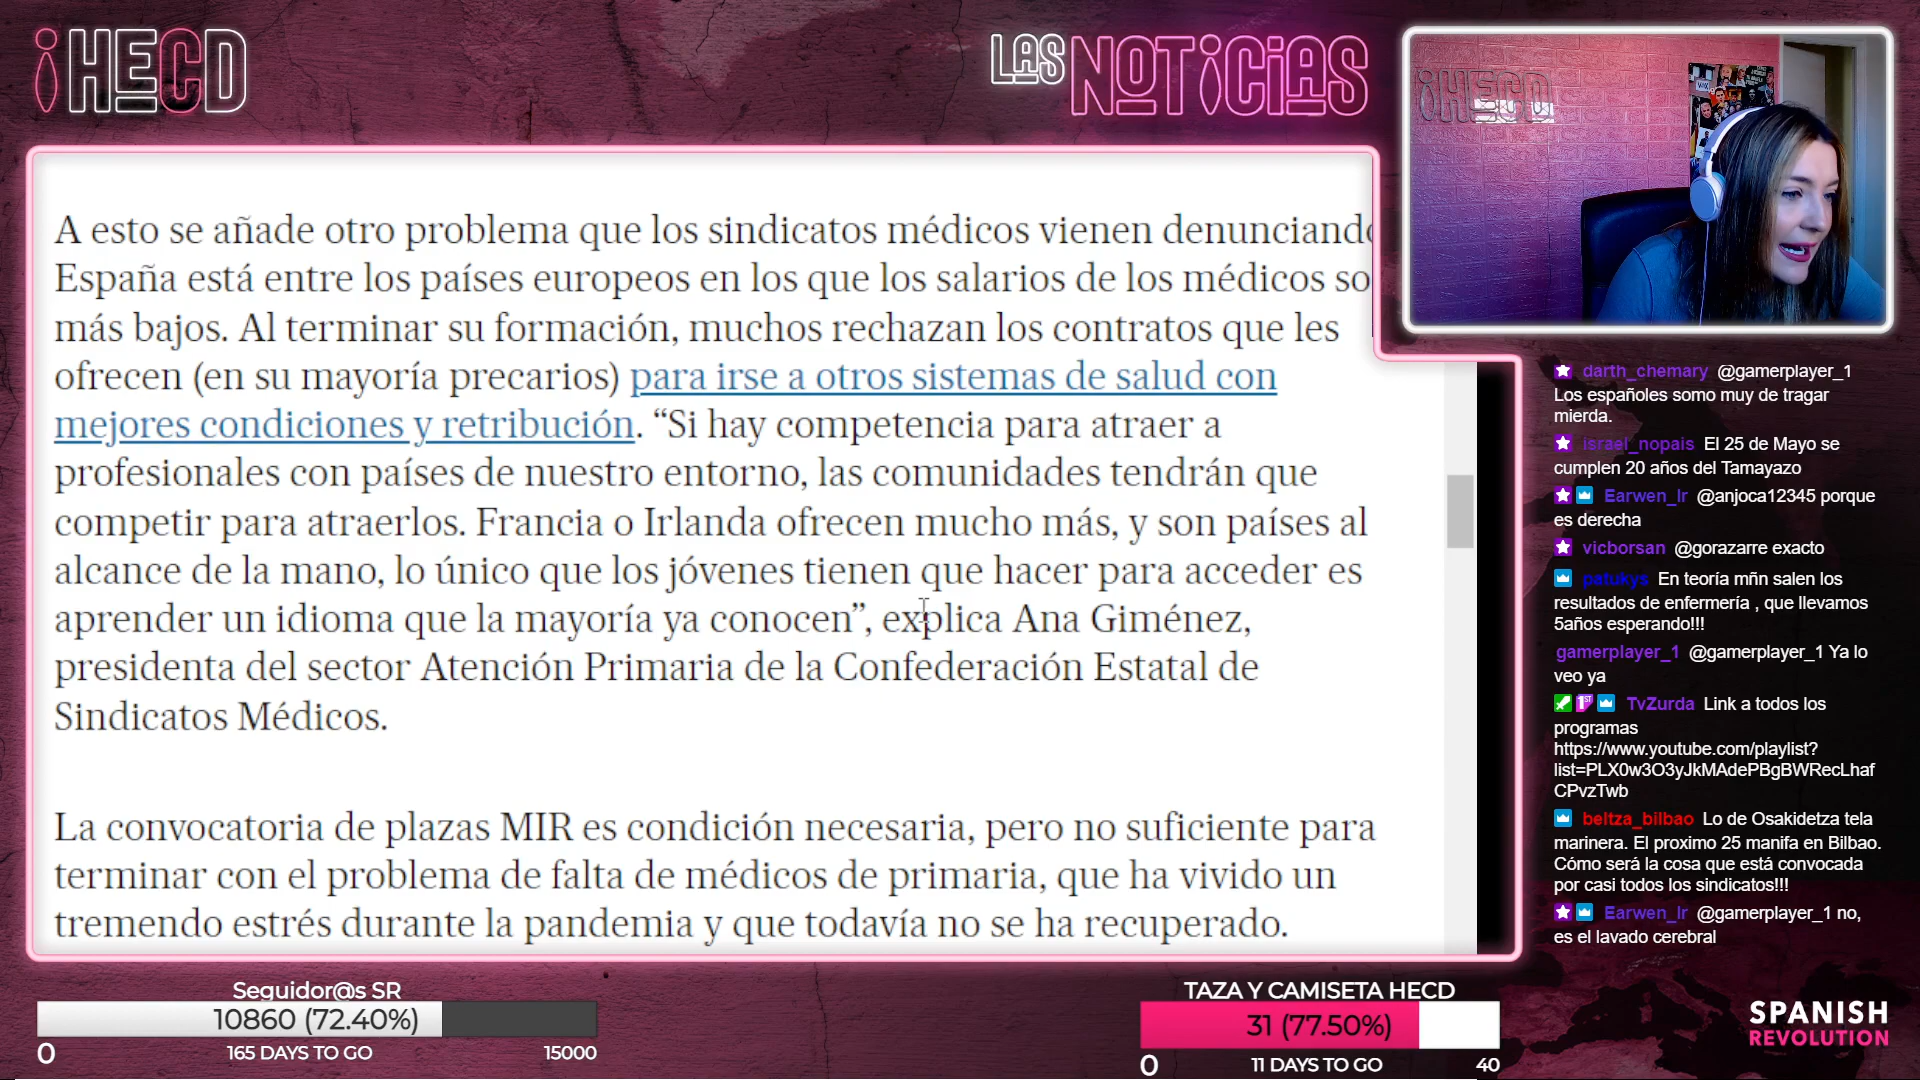 ¡HECD
LAS NOTICIAS
¡HECD
A esto se añade otro problema que los sindicatos médicos vienen denunciando
España está entre los países europeos en los que los salarios de los médicos so
más bajos. Al terminar su formación, muchos rechazan los contratos que les
ofrecen (en su mayoría precarios) para irse a otros sistemas de salud con
mejores condiciones y retribución. “Si hay competencia para atraer a
profesionales con países de nuestro entorno, las comunidades tendrán que
competir para atraerlos. Francia o Irlanda ofrecen mucho más, y son países al
alcance de la mano, lo único que los jóvenes tienen que hacer para acceder es
aprender un idioma que la mayoría ya conocen”, explica Ana Giménez,
presidenta del sector Atención Primaria de la Confederación Estatal de
Sindicatos Médicos.
La convocatoria de plazas MIR es condición necesaria, pero no suficiente para
terminar con el problema de falta de médicos de primaria, que ha vivido un
tremendo estrés durante la pandemia y que todavía no se ha recuperado.
darth_chemary @gamerplayer_1
Los españoles somo muy de tragar
mierda.
israel_nopais El 25 de Mayo se
cumplen 20 años del Tamayazo
Earwen_lr @anjoca12345 porque
es derecha
vicborsan @gorazarre exacto
patukys En teoría mñn salen los
resultados de enfermería , que llevamos
5años esperando!!!
gamerplayer_1 @gamerplayer_1 Ya lo
veo ya
1ST TvZurda Link a todos los
programas
https://www.youtube.com/playlist?
list=PLX0w3O3yJkMAdePBgBWRecLhaf
CPvzTwb
beltza_bilbao Lo de Osakidetza tela
marinera. El proximo 25 manifa en Bilbao.
Cómo será la cosa que está convocada
por casi todos los sindicatos!!!
Earwen_lr @gamerplayer_1 no,
es el lavado cerebral
Seguidor@s SR
10860 (72.40%)
0 165 DAYS TO GO 15000
TAZA Y CAMISETA HECD
31 (77.50%)
0 11 DAYS TO GO 40
SPANISH
REVOLUTION